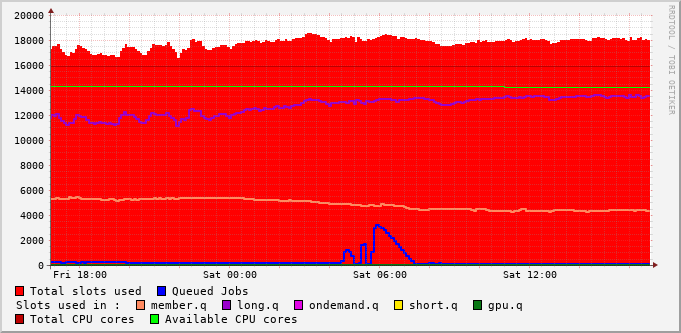 20000
18000
16000
14000
12000
10000
8000
6000
4000
2000
0
Fri 18:00 Sat 00:00 Sat 06:00 Sat 12:00
RRDTOOL / TOBI OETIKER
Total slots used Queued Jobs
Slots used in : member.q long.q ondemand.q short.q gpu.q
Total CPU cores Available CPU cores